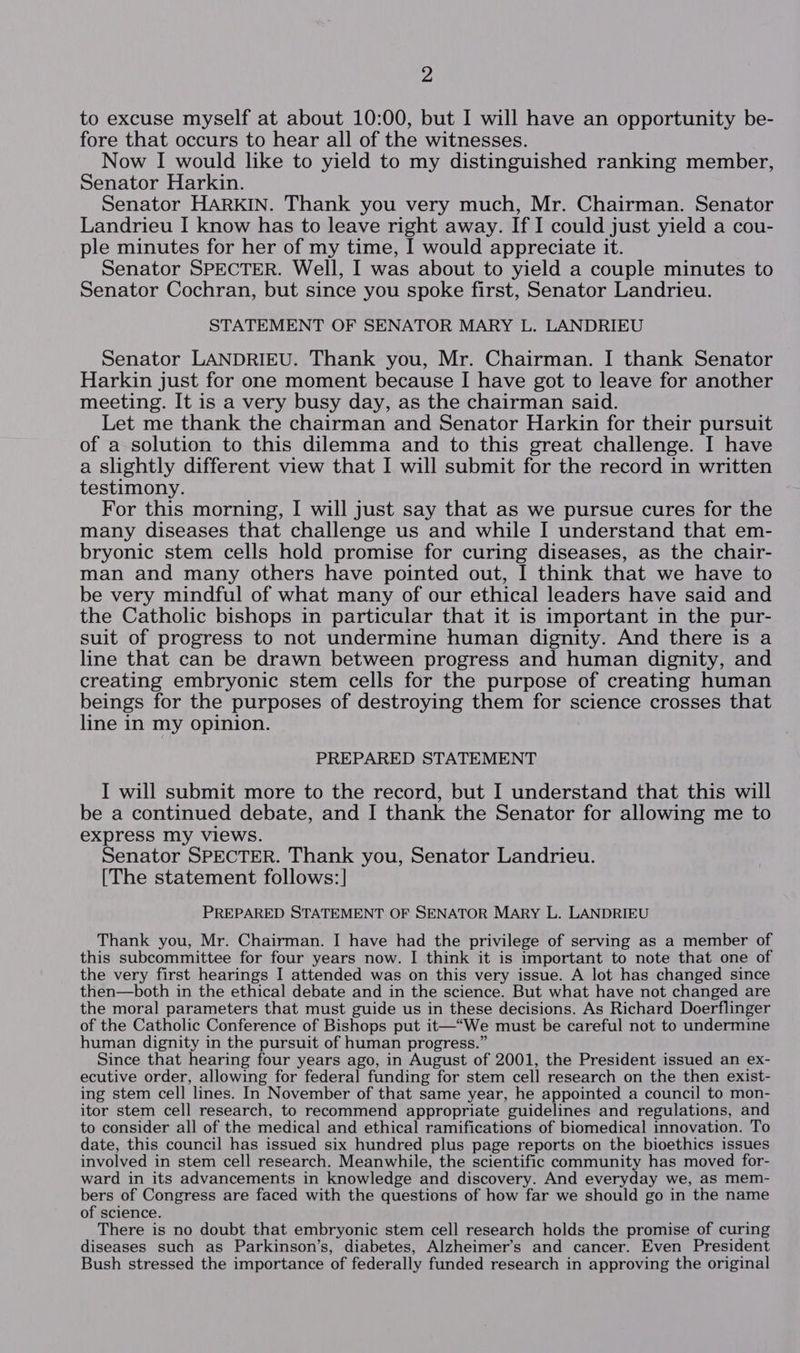 2
to excuse myself at about 10:00, but I will have an opportunity be-
fore that occurs to hear all of the witnesses.
Now I would like to yield to my distinguished ranking member,
Senator Harkin.
Senator HARKIN. Thank you very much, Mr. Chairman. Senator
Landrieu I know has to leave right away. If I could just yield a cou-
ple minutes for her of my time, I would appreciate it.
Senator SPECTER. Well, I was about to yield a couple minutes to
Senator Cochran, but since you spoke first, Senator Landrieu.
STATEMENT OF SENATOR MARY L. LANDRIEU
Senator LANDRIEU. Thank you, Mr. Chairman. I thank Senator
Harkin just for one moment because I have got to leave for another
meeting. It is a very busy day, as the chairman said.
Let me thank the chairman and Senator Harkin for their pursuit
of a solution to this dilemma and to this great challenge. I have
a slightly different view that I will submit for the record in written
testimony.
For this morning, I will just say that as we pursue cures for the
many diseases that challenge us and while I understand that em-
bryonic stem cells hold promise for curing diseases, as the chair-
man and many others have pointed out, I think that we have to
be very mindful of what many of our ethical leaders have said and
the Catholic bishops in particular that it is important in the pur-
suit of progress to not undermine human dignity. And there is a
line that can be drawn between progress and human dignity, and
creating embryonic stem cells for the purpose of creating human
beings for the purposes of destroying them for science crosses that
line in my opinion.
PREPARED STATEMENT
I will submit more to the record, but I understand that this will
be a continued debate, and I thank the Senator for allowing me to
express my views.
Senator SPECTER. Thank you, Senator Landrieu.
[The statement follows:]
PREPARED STATEMENT OF SENATOR MARY L. LANDRIEU
Thank you, Mr. Chairman. I have had the privilege of serving as a member of
this subcommittee for four years now. I think it is important to note that one of
the very first hearings I attended was on this very issue. A lot has changed since
then—both in the ethical debate and in the science. But what have not changed are
the moral parameters that must guide us in these decisions. As Richard Doerflinger
of the Catholic Conference of Bishops put it—“We must be careful not to undermine
human dignity in the pursuit of human progress.”
Since that hearing four years ago, in August of 2001, the President issued an ex-
ecutive order, allowing for federal funding for stem cell research on the then exist-
ing stem cell lines. In November of that same year, he appointed a council to mon-
itor stem cell research, to recommend appropriate guidelines and regulations, and
to consider all of the medical and ethical ramifications of biomedical innovation. To
date, this council has issued six hundred plus page reports on the bioethics issues
involved in stem cell research. Meanwhile, the scientific community has moved for-
ward in its advancements in knowledge and discovery. And everyday we, as mem-
bers of Congress are faced with the questions of how far we should go in the name
of science.
There is no doubt that embryonic stem cell research holds the promise of curing
diseases such as Parkinson’s, diabetes, Alzheimer’s and cancer. Even President
Bush stressed the importance of federally funded research in approving the original